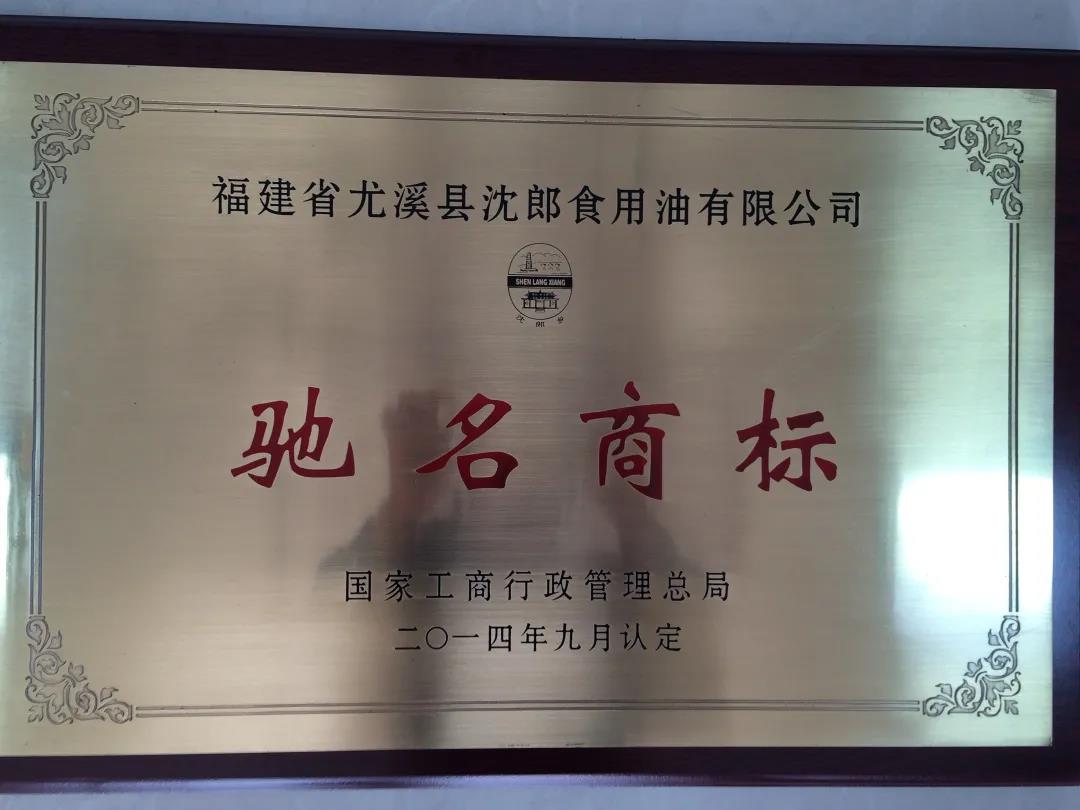 福建省尤溪县沈郎食用油有限公司
SHEN LANG XIANG
驰名商标
国家工商行政管理总局
二〇一四年九月认定